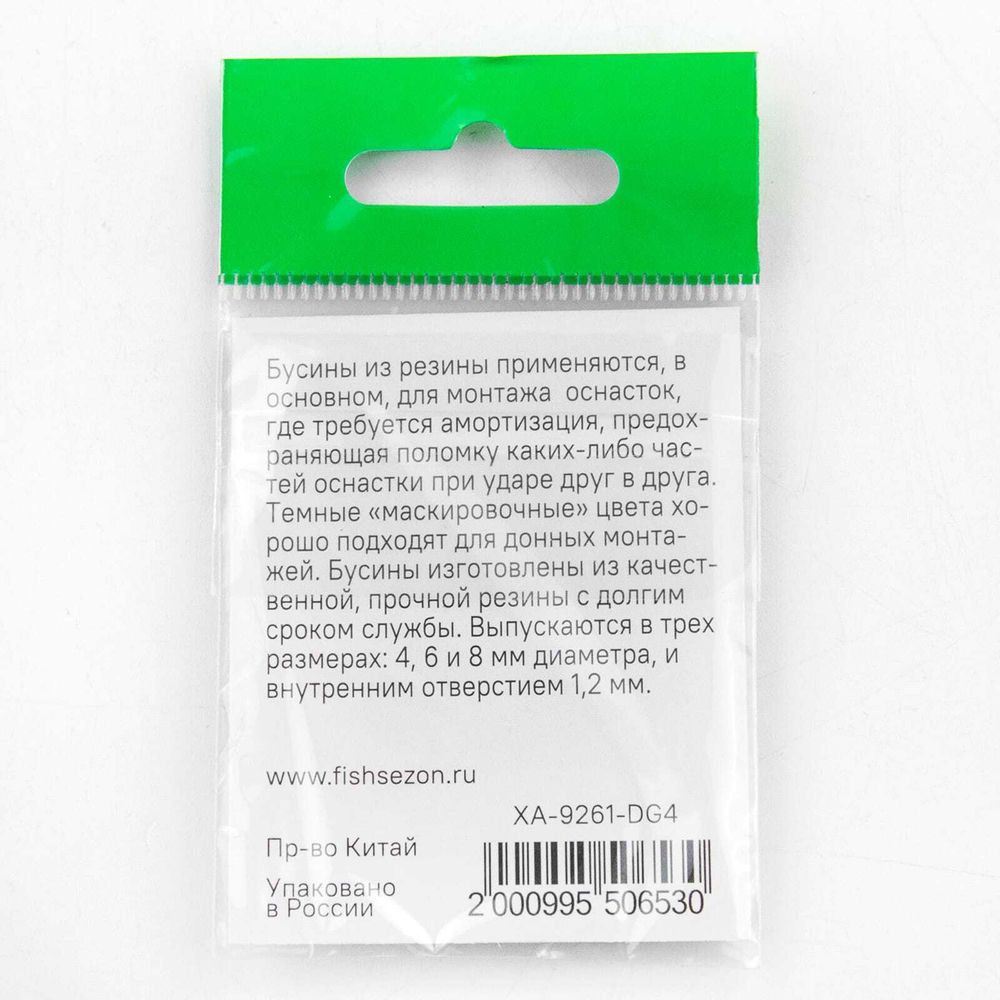 Бусины из резины применяются, в
основном, для монтажа  оснасток,
где требуется амортизация, предох-
раняющая поломку каких-либо час-
тей оснастки при ударе друг в друга.
Темные «маскировочные» цвета хо-
рошо подходят для донных монта-
жей. Бусины изготовлены из качест-
венной, прочной резины с долгим
сроком службы. Выпускаются в трех
размерах: 4, 6 и 8 мм диаметра, и
внутренним отверстием 1,2 мм.
www.fishsezon.ru
XA-9261-DG4
Пр-во Китай
Упаковано
в России
2 000995 506530